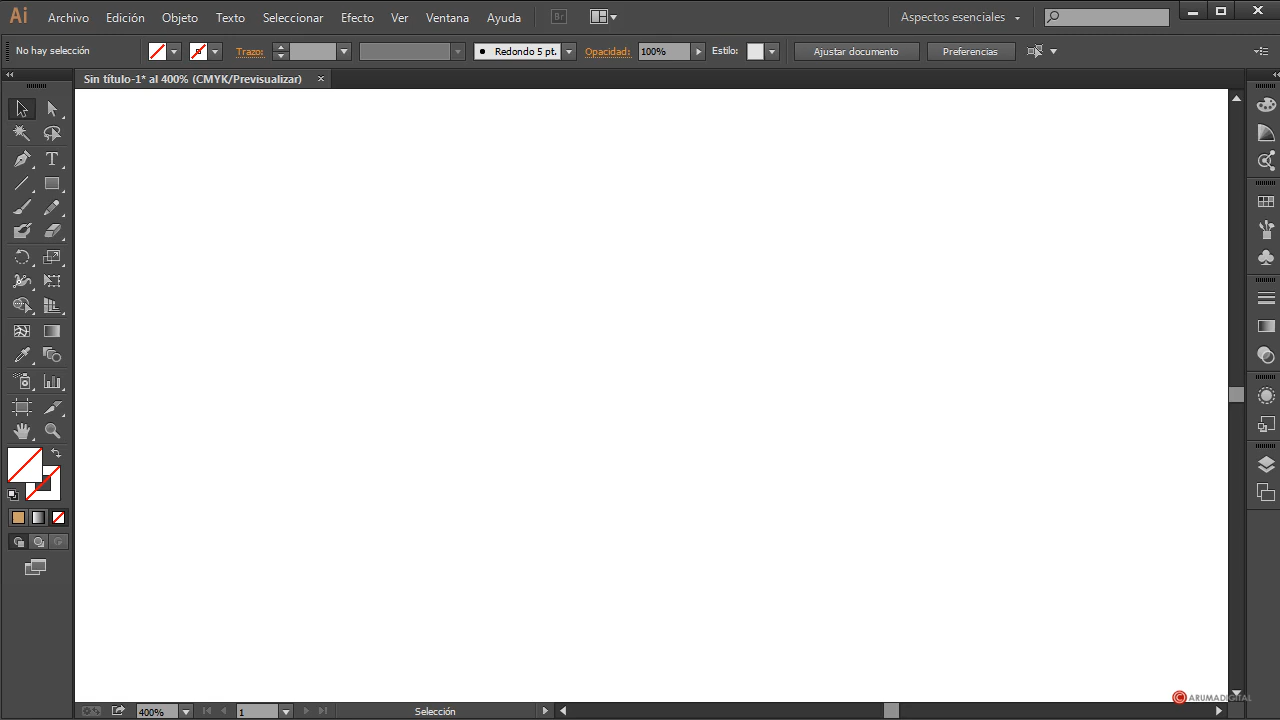 Ai Archivo Edición Objeto Texto Seleccionar Efecto Ver Ventana Ayuda Br Aspectos esenciales
No hay selección Trazo: Redondo 5 pt. Opacidad: 100% Estilo: Ajustar documento Preferencias
Sin título-1* al 400% (CMYK/Previsualizar)
T
C ARUMADIGITAL
400% 1 Selección